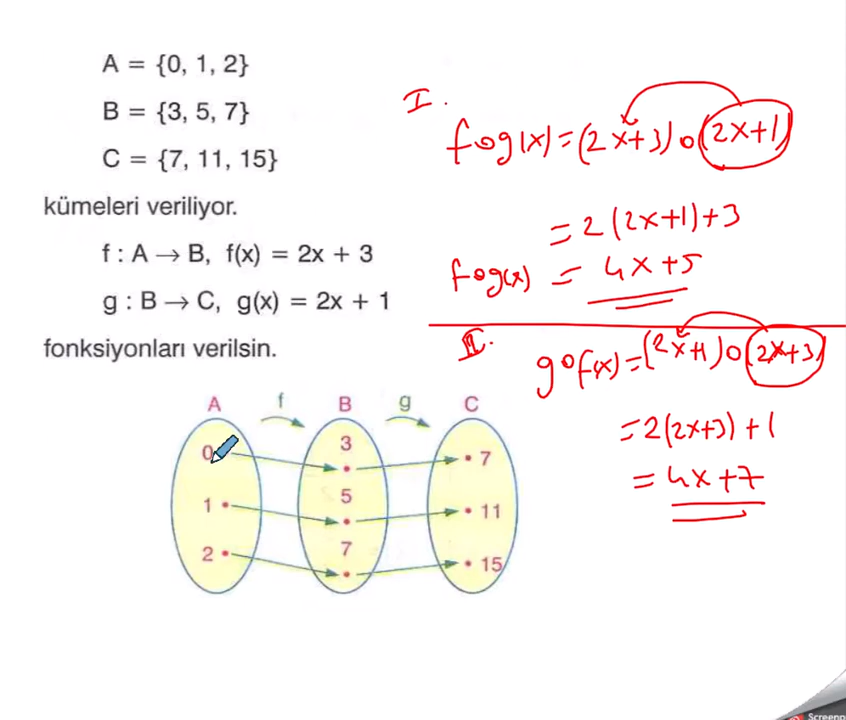 A = {0, 1, 2}
B = {3, 5, 7}
C = {7, 11, 15}
kümeleri veriliyor.
f : A → B, f(x) = 2x + 3
g : B → C, g(x) = 2x + 1
fonksiyonları verilsin.
A f B g C
0 3 7
1 5 11
2 7 15
I.
fog(x) = (2x+3) o (2x+1)
= 2(2x+1)+3
fog(x) = 4x+5
II.
gof(x) = (2x+1) o (2x+3)
= 2(2x+3)+1
= 4x+7